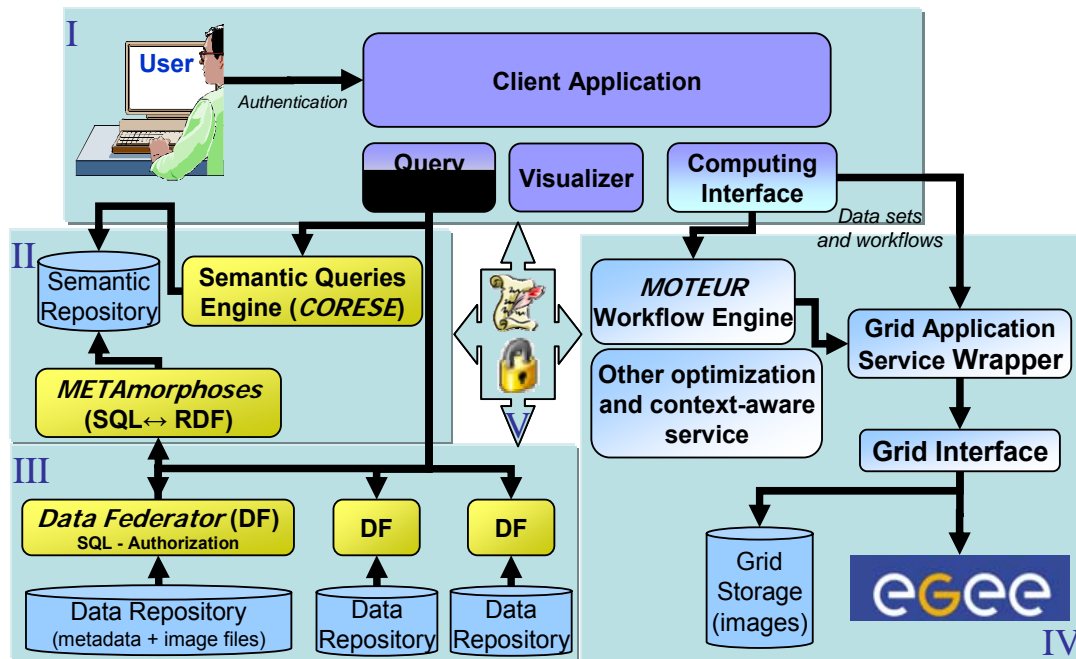 I
User
Authentication
Client Application
Query
Visualizer
Computing
Interface
Data sets
and workflows
II
Semantic
Repository
Semantic Queries
Engine (CORESE)
METAmorphoses
(SQL↔ RDF)
MOTEUR
Workflow Engine
Grid Application
Service Wrapper
Other optimization
and context-aware
service
Grid Interface
V
III
Data Federator (DF)
SQL - Authorization
DF
DF
Data Repository
(metadata + image files)
Data
Repository
Data
Repository
Grid
Storage
(images)
eGee
IV